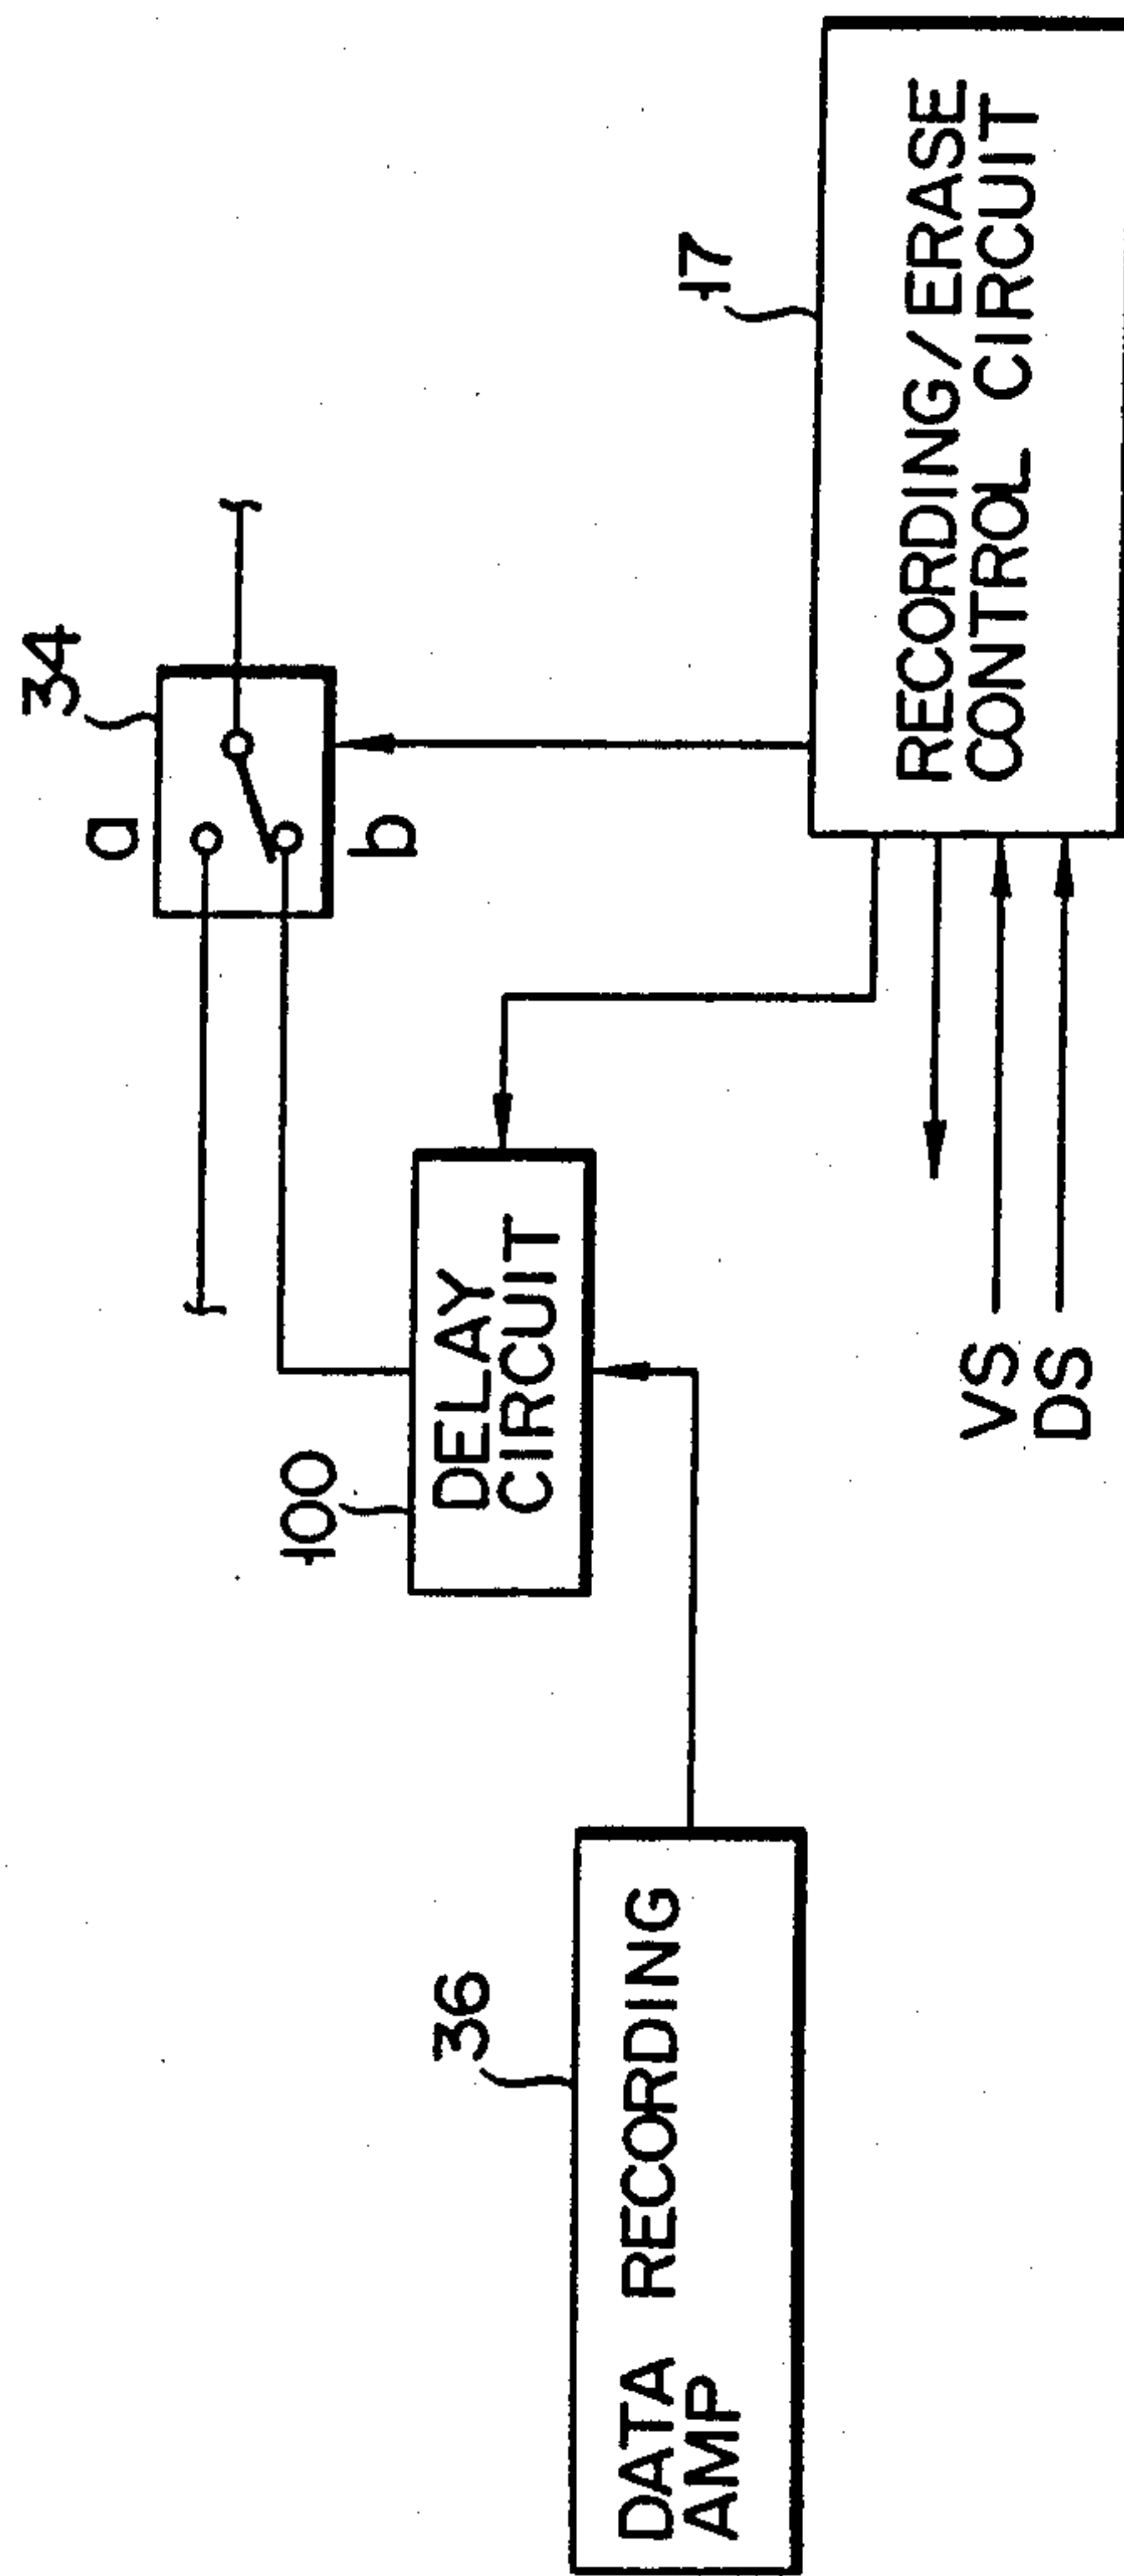 34
a
b
17
100
DELAY
CIRCUIT
36
DATA RECORDING
AMP
RECORDING/ERASE
CONTROL CIRCUIT
VS
DS